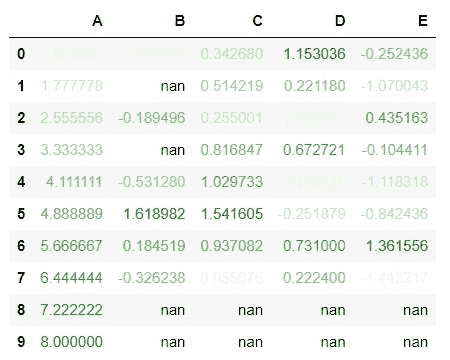 A B C D E
0 0.342680 1.153036 -0.252436
1 1.777778 nan 0.514219 0.221180 -1.070043
2 2.555556 -0.189496 0.255001 0.435163
3 3.333333 nan 0.816847 0.672721 -0.104411
4 4.111111 -0.531280 1.029733 -1.118318
5 4.888889 1.618982 1.541605 -0.251879 -0.842436
6 5.666667 0.184519 0.937082 0.731000 1.361556
7 6.444444 -0.326238 0.055676 0.222400 -1.443217
8 7.222222 nan nan nan nan
9 8.000000 nan nan nan nan